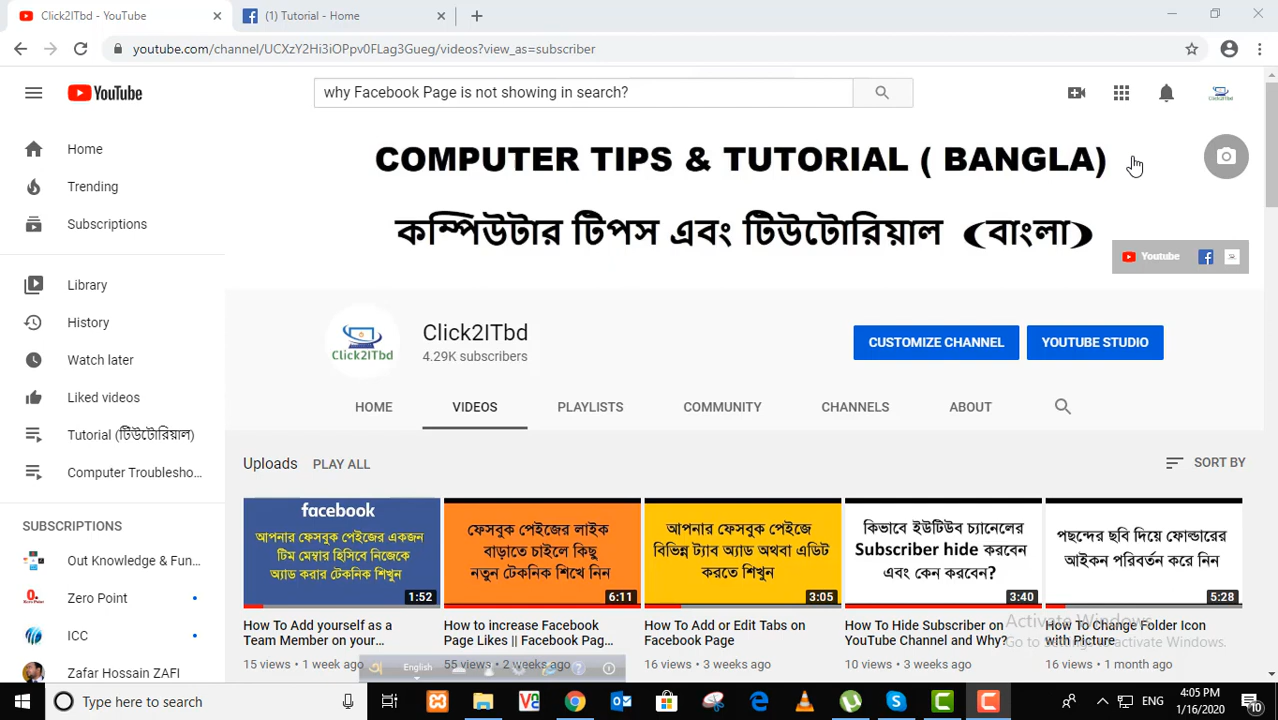 Click2ITbd - YouTube
(1) Tutorial - Home
youtube.com/channel/UCXzY2Hi3iOPpv0FLag3Gueg/videos?view_as=subscriber
YouTube
why Facebook Page is not showing in search?
Home
Trending
Subscriptions
Library
History
Watch later
Liked videos
Tutorial (টিউটোরিয়াল)
Computer Troublesho...
SUBSCRIPTIONS
Out Knowledge & Fun...
Zero Point
ICC
Zafar Hossain ZAFI
COMPUTER TIPS & TUTORIAL ( BANGLA)
কম্পিউটার টিপস এবং টিউটোরিয়াল (বাংলা)
Youtube
Click2ITbd
Click2ITbd
4.29K subscribers
CUSTOMIZE CHANNEL
YOUTUBE STUDIO
HOME
VIDEOS
PLAYLISTS
COMMUNITY
CHANNELS
ABOUT
Uploads
PLAY ALL
SORT BY
facebook
আপনার ফেসবুক পেইজের একজন
টিম মেম্বার হিসিবে নিজেকে
অ্যাড করার টেকনিক শিখুন
1:52
How To Add yourself as a
Team Member on your...
15 views • 1 week ago
ফেসবুক পেইজের লাইক
বাড়াতে চাইলে কিছু
নতুন টেকনিক শিখে নিন
6:11
How to increase Facebook
Page Likes || Facebook Pag...
55 views • 2 weeks ago
আপনার ফেসবুক পেইজে
বিভিন্ন ট্যাব অ্যাড অথবা এডিট
করতে শিখুন
3:05
How To Add or Edit Tabs on
Facebook Page
16 views • 3 weeks ago
কিভাবে ইউটিউব চ্যানেলের
Subscriber hide করবেন
এবং কেন করবেন?
3:40
How To Hide Subscriber on
YouTube Channel and Why?
10 views • 3 weeks ago
পছন্দের ছবি দিয়ে ফোল্ডারের
আইকন পরিবর্তন করে নিন
5:28
How To Change Folder Icon
with Picture
16 views • 1 month ago
Activate Windows
Go to Settings to activate Windows.
English
Type here to search
ENG
4:05 PM
1/16/2020
10